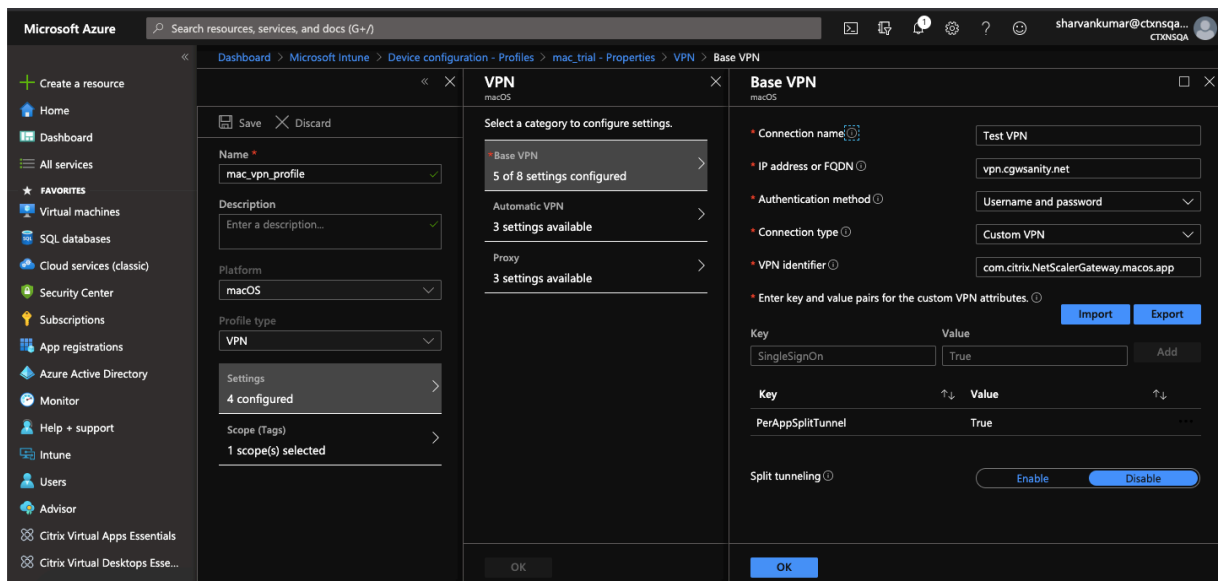 Microsoft Azure
Search resources, services, and docs (G+/)
1
sharvankumar@ctxnsqa...
CTXNSQA
Dashboard > Microsoft Intune > Device configuration - Profiles > mac_trial - Properties > VPN > Base VPN
Create a resource
Home
Dashboard
All services
FAVORITES
Virtual machines
SQL databases
Cloud services (classic)
Security Center
Subscriptions
App registrations
Azure Active Directory
Monitor
Help + support
Intune
Users
Advisor
Citrix Virtual Apps Essentials
Citrix Virtual Desktops Esse...
Save
Discard
Name *
mac_vpn_profile
Description
Enter a description...
Platform
macOS
Profile type
VPN
Settings
4 configured
Scope (Tags)
1 scope(s) selected
VPN
macOS
Select a category to configure settings.
* Base VPN
5 of 8 settings configured
Automatic VPN
3 settings available
Proxy
3 settings available
OK
Base VPN
macOS
* Connection name
Test VPN
* IP address or FQDN
vpn.cgwsanity.net
* Authentication method
Username and password
* Connection type
Custom VPN
* VPN identifier
com.citrix.NetScalerGateway.macos.app
* Enter key and value pairs for the custom VPN attributes.
Import Export
Key Value
SingleSignOn True Add
Key Value
PerAppSplitTunnel True ...
Split tunneling
Enable Disable
OK